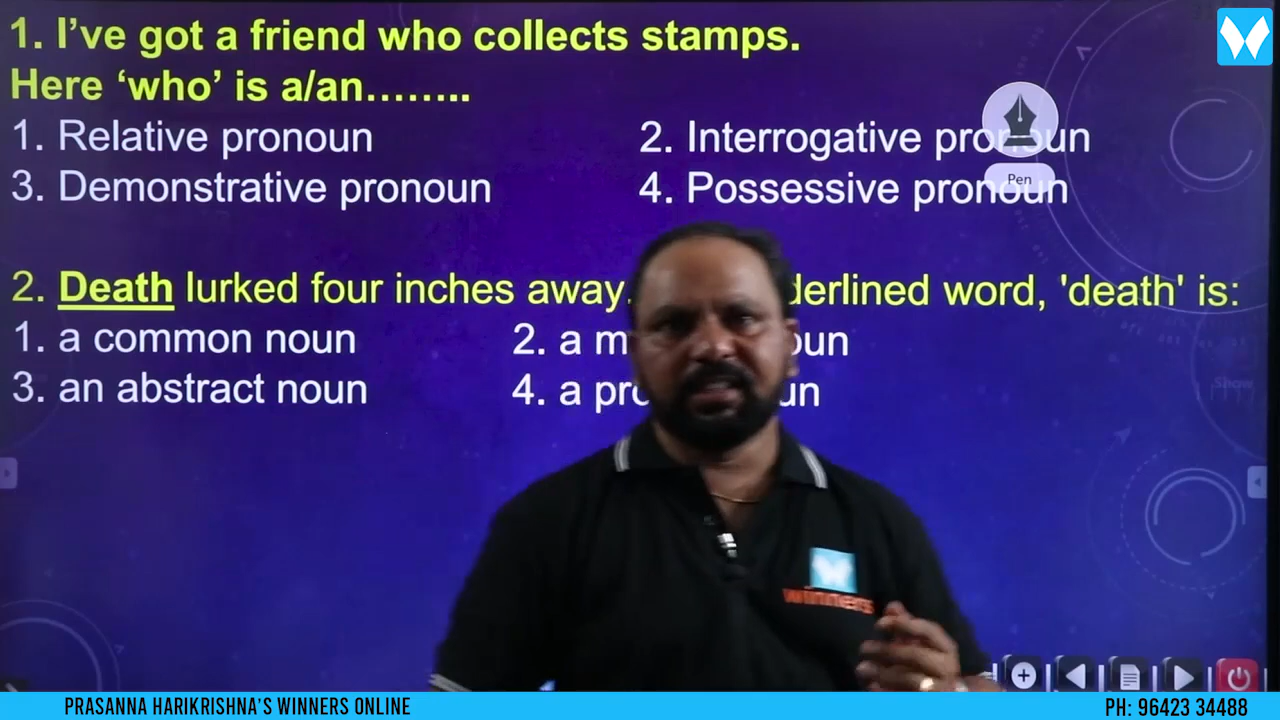 1. I've got a friend who collects stamps.
Here ‘who’ is a/an........
1. Relative pronoun 2. Interrogative pronoun
3. Demonstrative pronoun 4. Possessive pronoun
Pen
2. Death lurked four inches away. word, 'death' is:
1. a common noun 2. a
3. an abstract noun 4. a
Show
winners
PRASANNA HARIKRISHNA'S WINNERS ONLINE PH: 96423 34488